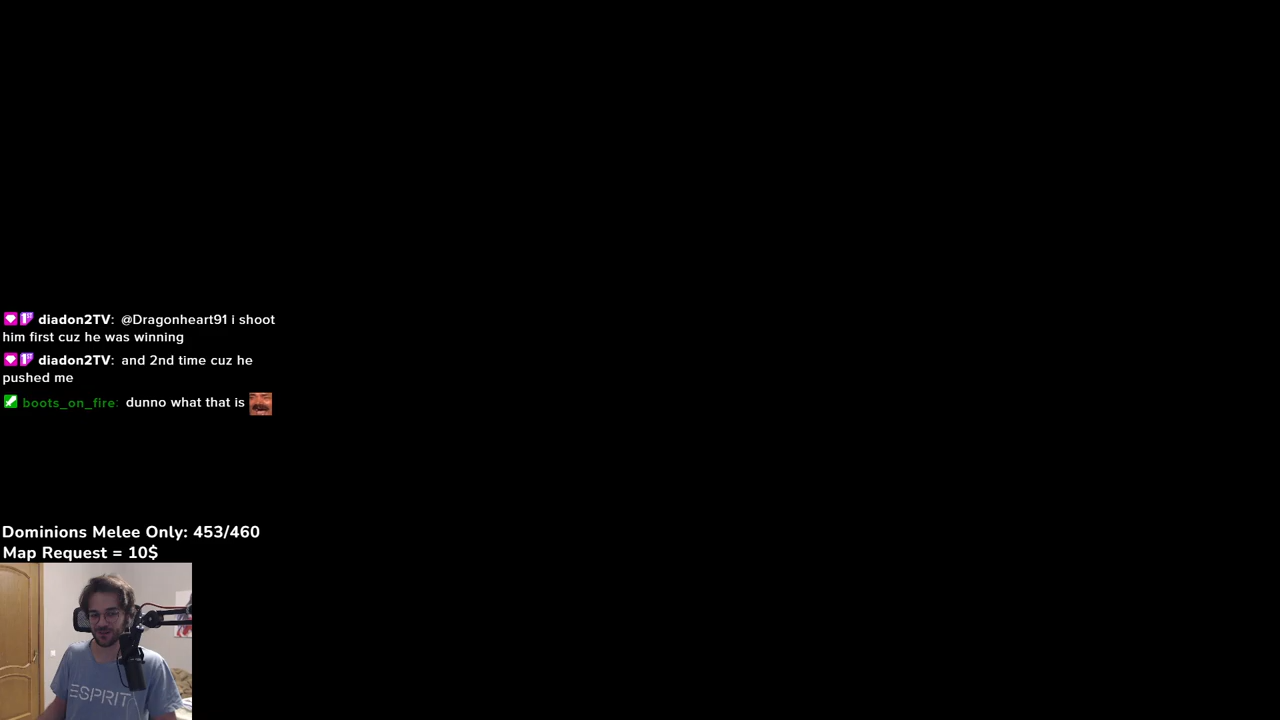 diadon2TV: @Dragonheart91 i shoot
him first cuz he was winning
diadon2TV: and 2nd time cuz he
pushed me
boots_on_fire: dunno what that is
Dominions Melee Only: 453/460
Map Request = 10$
ESPRIT